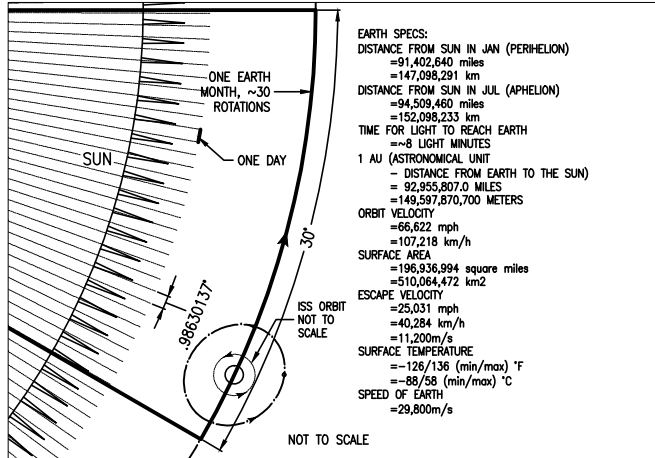 ONE EARTH
MONTH, ~30
ROTATIONS
SUN
ONE DAY
30°
.98630137°
ISS ORBIT
NOT TO
SCALE
NOT TO SCALE
EARTH SPECS:
DISTANCE FROM SUN IN JAN (PERIHELION)
=91,402,640 miles
=147,098,291 km
DISTANCE FROM SUN IN JUL (APHELION)
=94,509,460 miles
=152,098,233 km
TIME FOR LIGHT TO REACH EARTH
=~8 LIGHT MINUTES
1 AU (ASTRONOMICAL UNIT
- DISTANCE FROM EARTH TO THE SUN)
= 92,955,807.0 MILES
=149,597,870,700 METERS
ORBIT VELOCITY
=66,622 mph
=107,218 km/h
SURFACE AREA
=196,936,994 square miles
=510,064,472 km2
ESCAPE VELOCITY
=25,031 mph
=40,284 km/h
=11,200m/s
SURFACE TEMPERATURE
=-126/136 (min/max) °F
=-88/58 (min/max) °C
SPEED OF EARTH
=29,800m/s